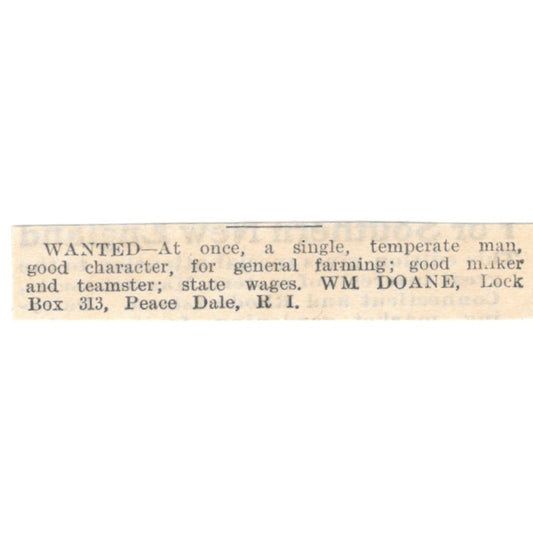 WANTED—At once, a single, temperate man,
good character, for general farming; good
and teamster; state wages. WM DOANE, Lock
Box 313, Peace Dale, R I.